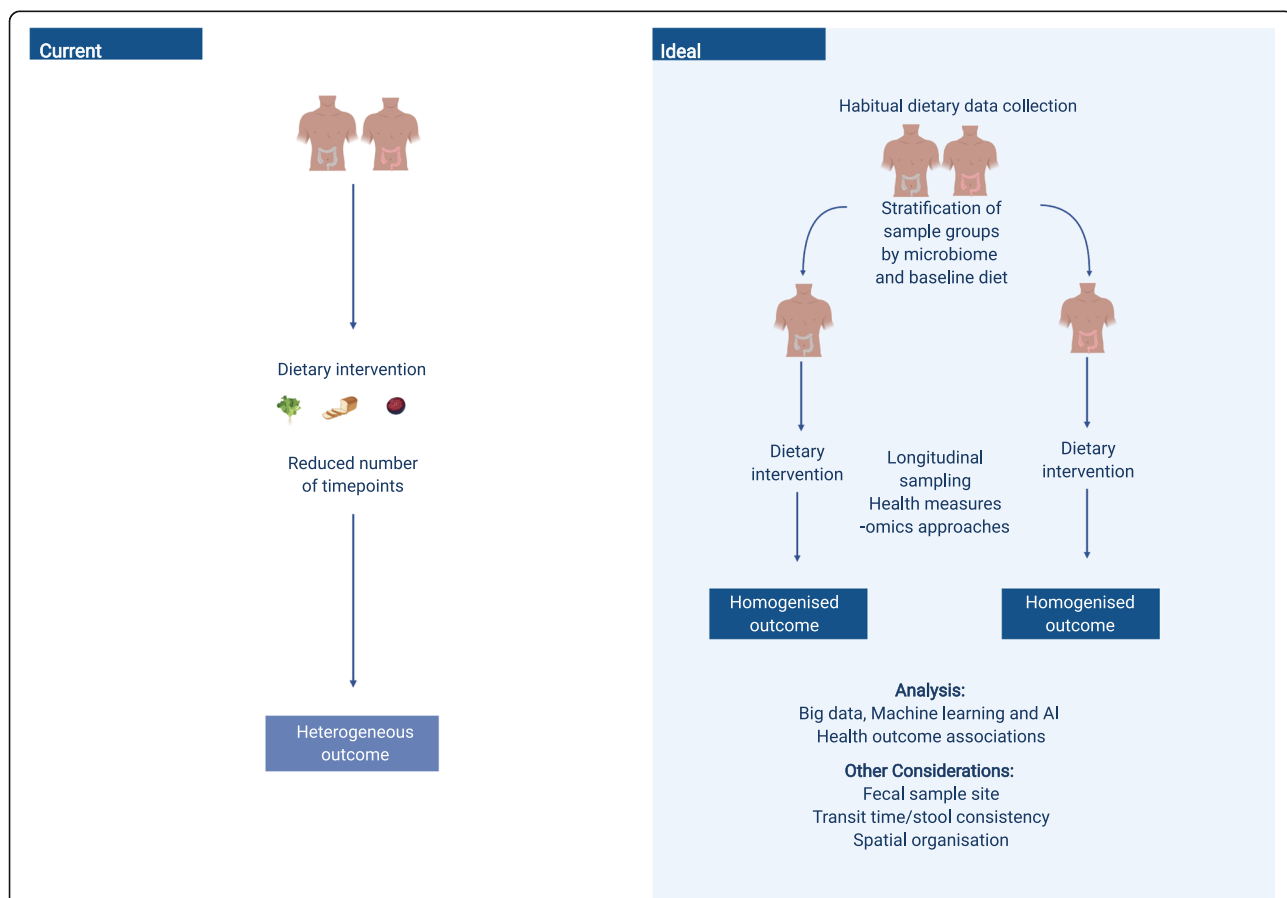 Current
Dietary intervention
Reduced number
of timepoints
Heterogeneous
outcome
Ideal
Habitual dietary data collection
Stratification of
sample groups
by microbiome
and baseline diet
Dietary
intervention
Longitudinal
sampling
Health measures
-omics approaches
Dietary
intervention
Homogenised
outcome
Homogenised
outcome
Analysis:
Big data, Machine learning and AI
Health outcome associations
Other Considerations:
Fecal sample site
Transit time/stool consistency
Spatial organisation